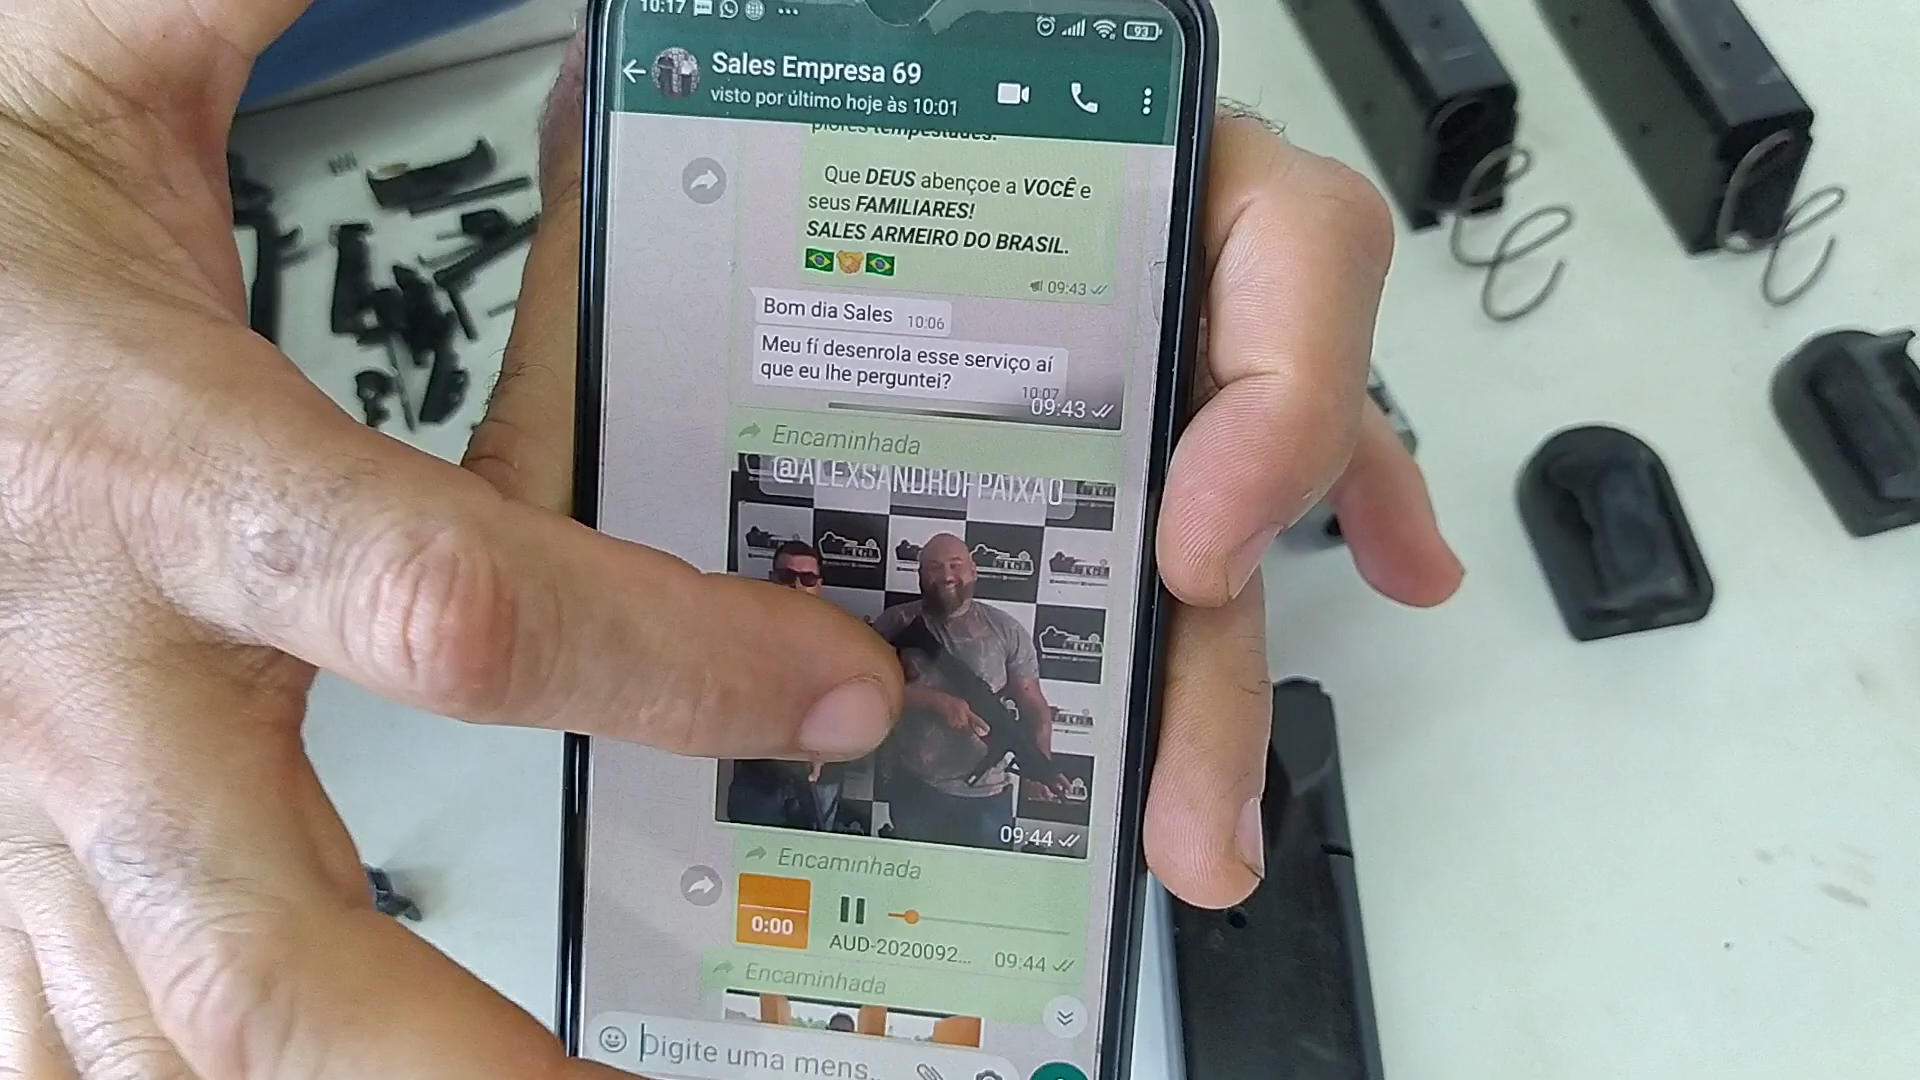 10:17
93
Sales Empresa 69
visto por último hoje às 10:01
piores tempestades.
Que DEUS abençoe a VOCÊ e
seus FAMILIARES!
SALES ARMEIRO DO BRASIL.
09:43
Bom dia Sales 10:06
Meu fí desenrola esse serviço aí
que eu lhe perguntei? 10:07
09:43
Encaminhada
@ALEXSANDROFPAIXAO
09:44
Encaminhada
0:00
AUD-2020092... 09:44
Encaminhada
Digite uma mens...